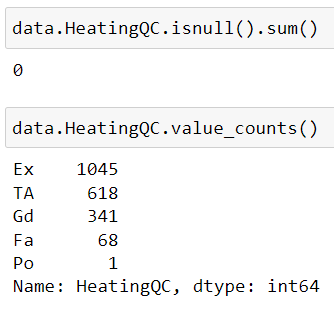 data.HeatingQC.isnull().sum()
0
data.HeatingQC.value_counts()
Ex    1045
TA     618
Gd     341
Fa      68
Po       1
Name: HeatingQC, dtype: int64